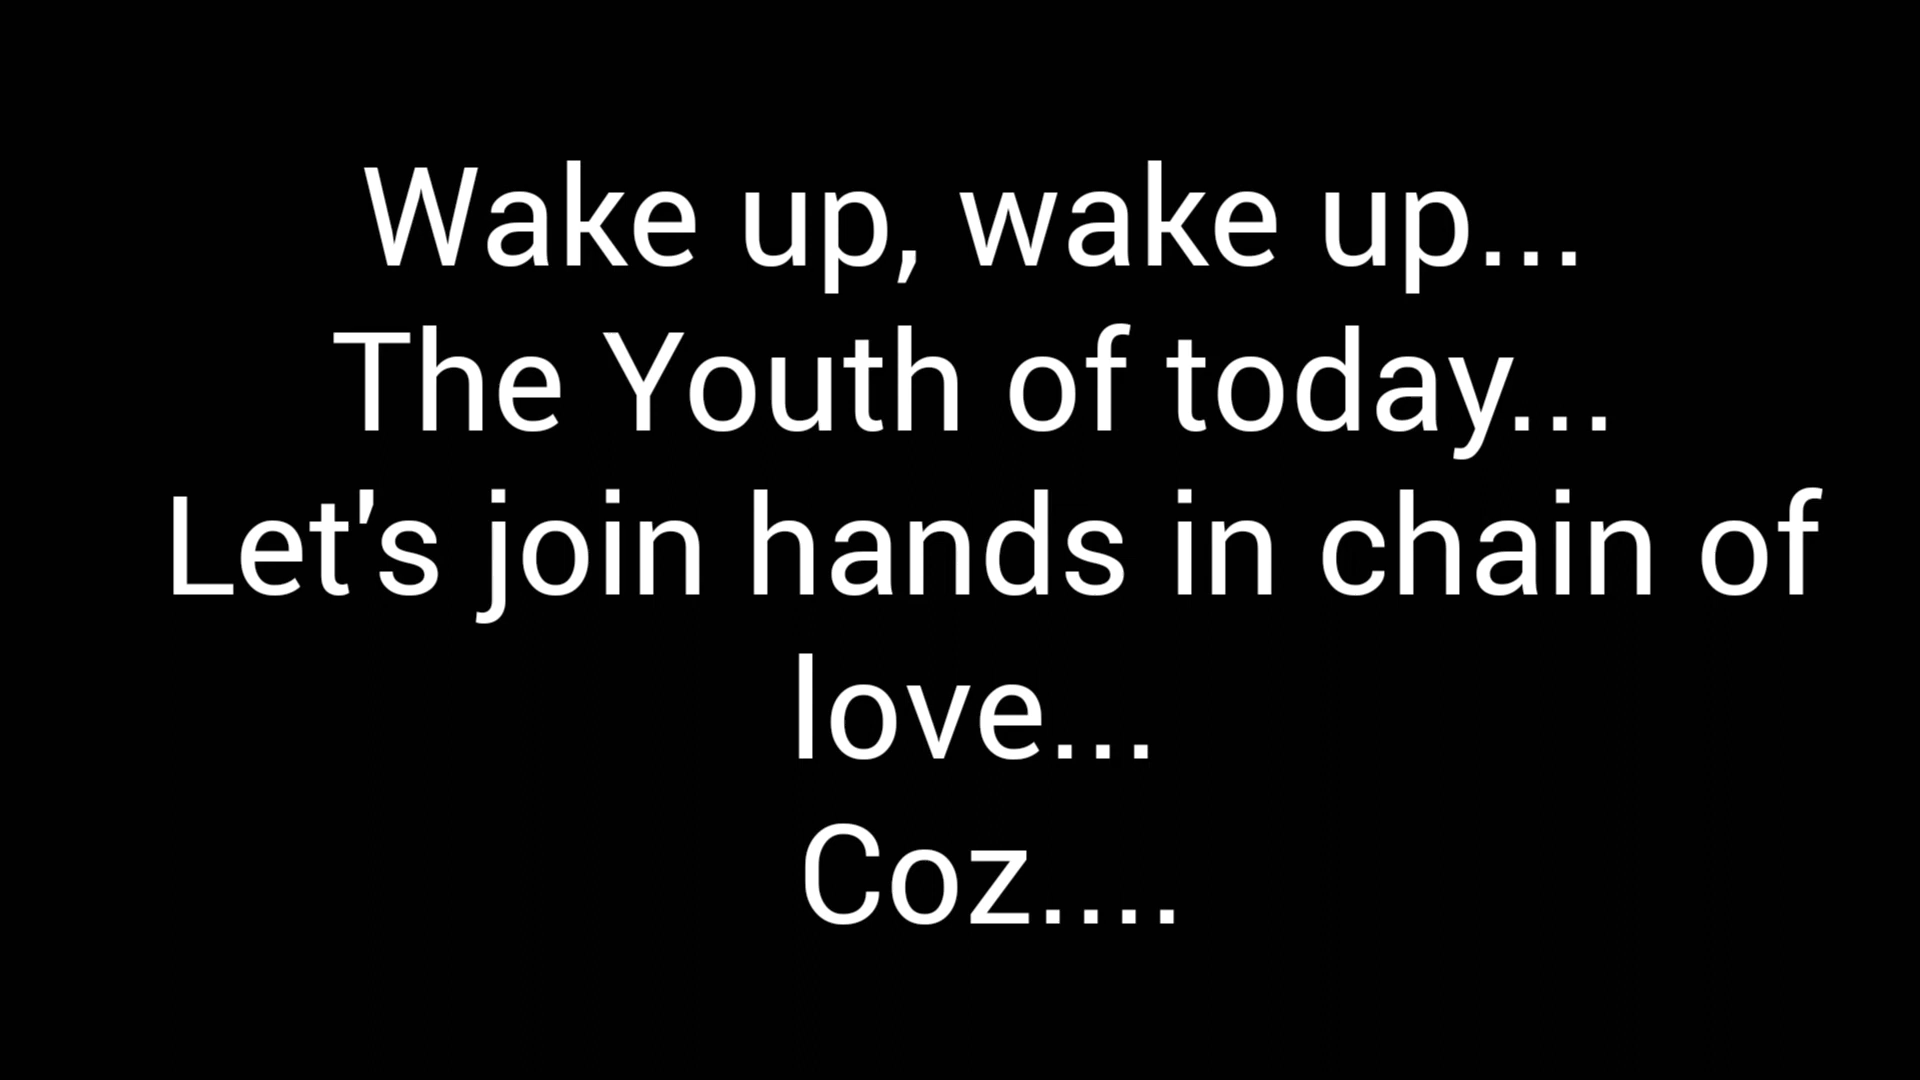 Wake up, wake up...
The Youth of today...
Let's join hands in chain of
love...
Coz....